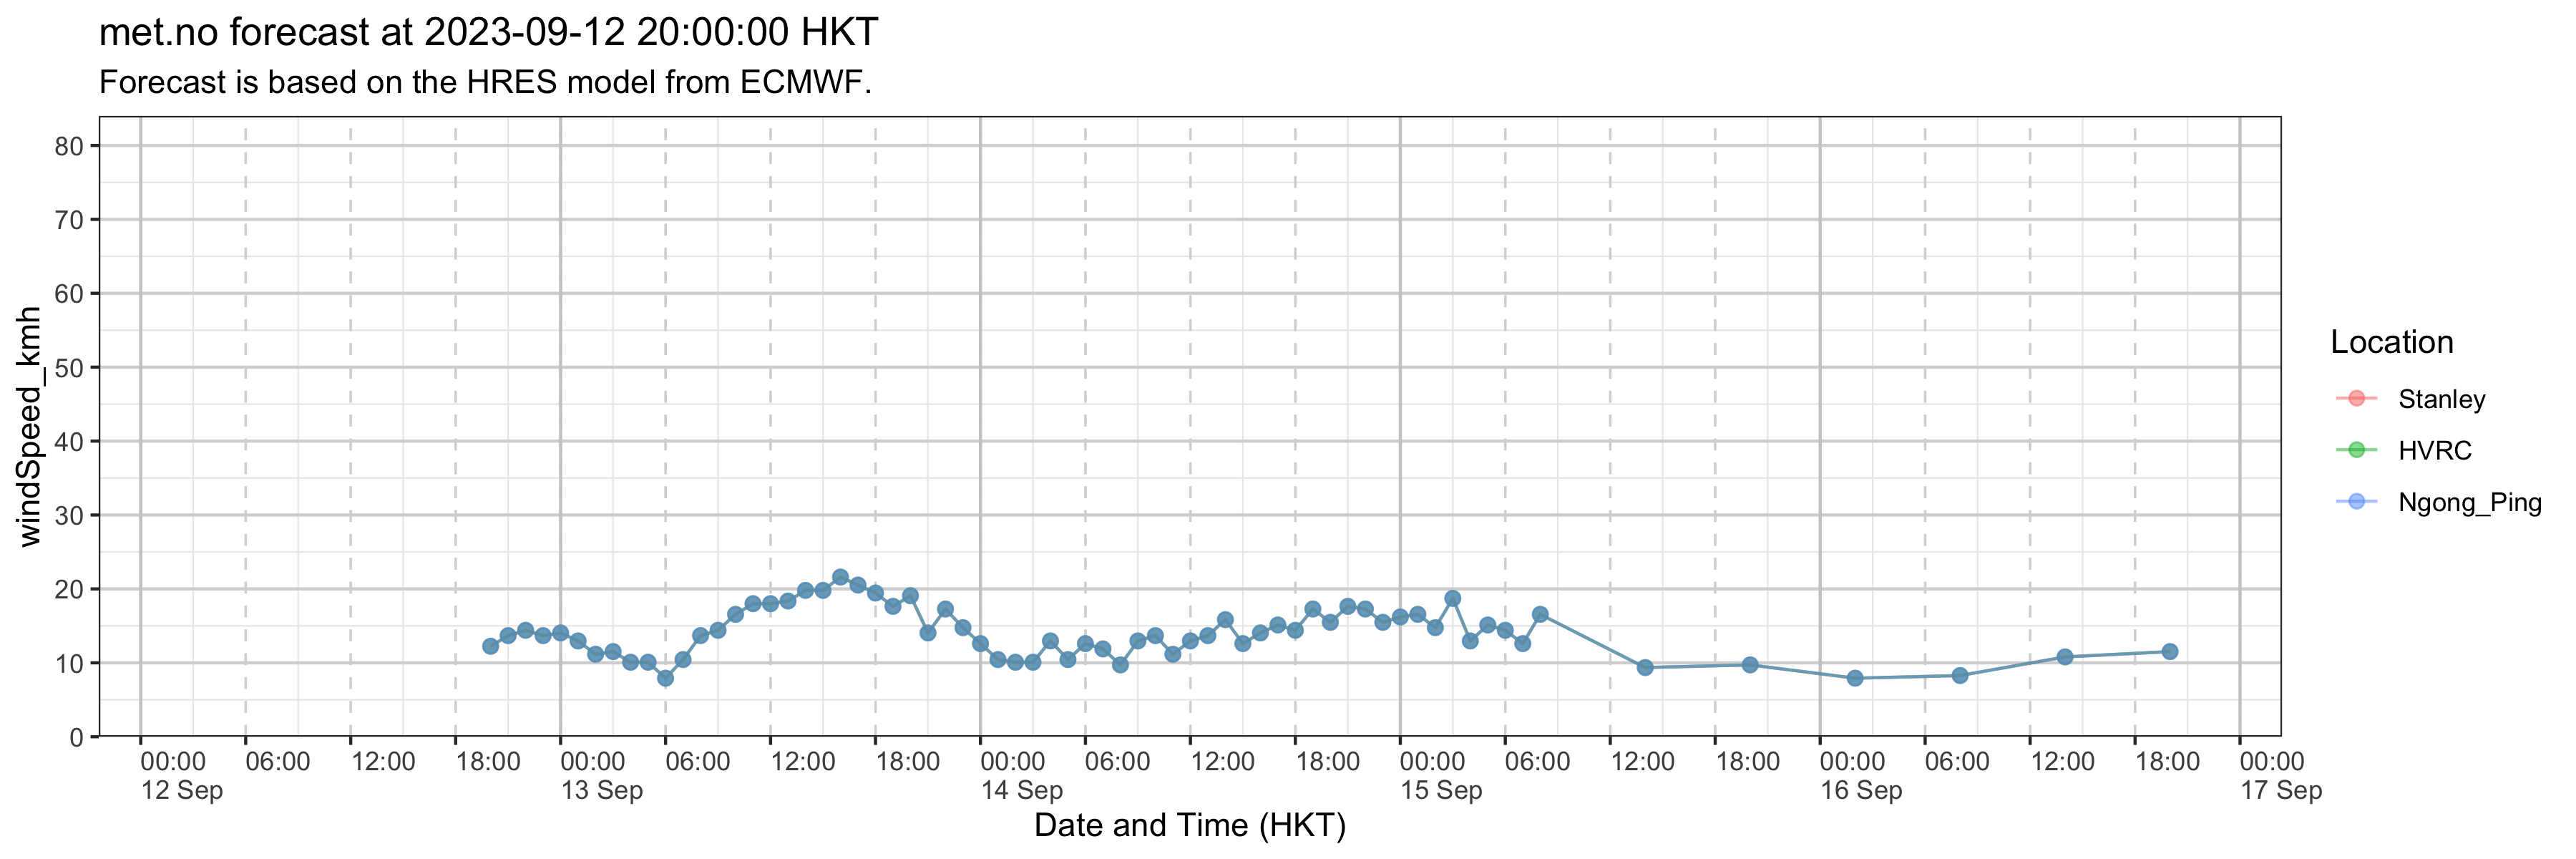 met.no forecast at 2023-09-12 20:00:00 HKT
Forecast is based on the HRES model from ECMWF.
windSpeed_kmh
80
70
60
50
40
30
20
10
0
00:00 06:00 12:00 18:00 00:00 06:00 12:00 18:00 00:00 06:00 12:00 18:00 00:00 06:00 12:00 18:00 00:00 06:00 12:00 18:00 00:00
12 Sep 13 Sep 14 Sep 15 Sep 16 Sep 17 Sep
Date and Time (HKT)
Location
Stanley
HVRC
Ngong_Ping